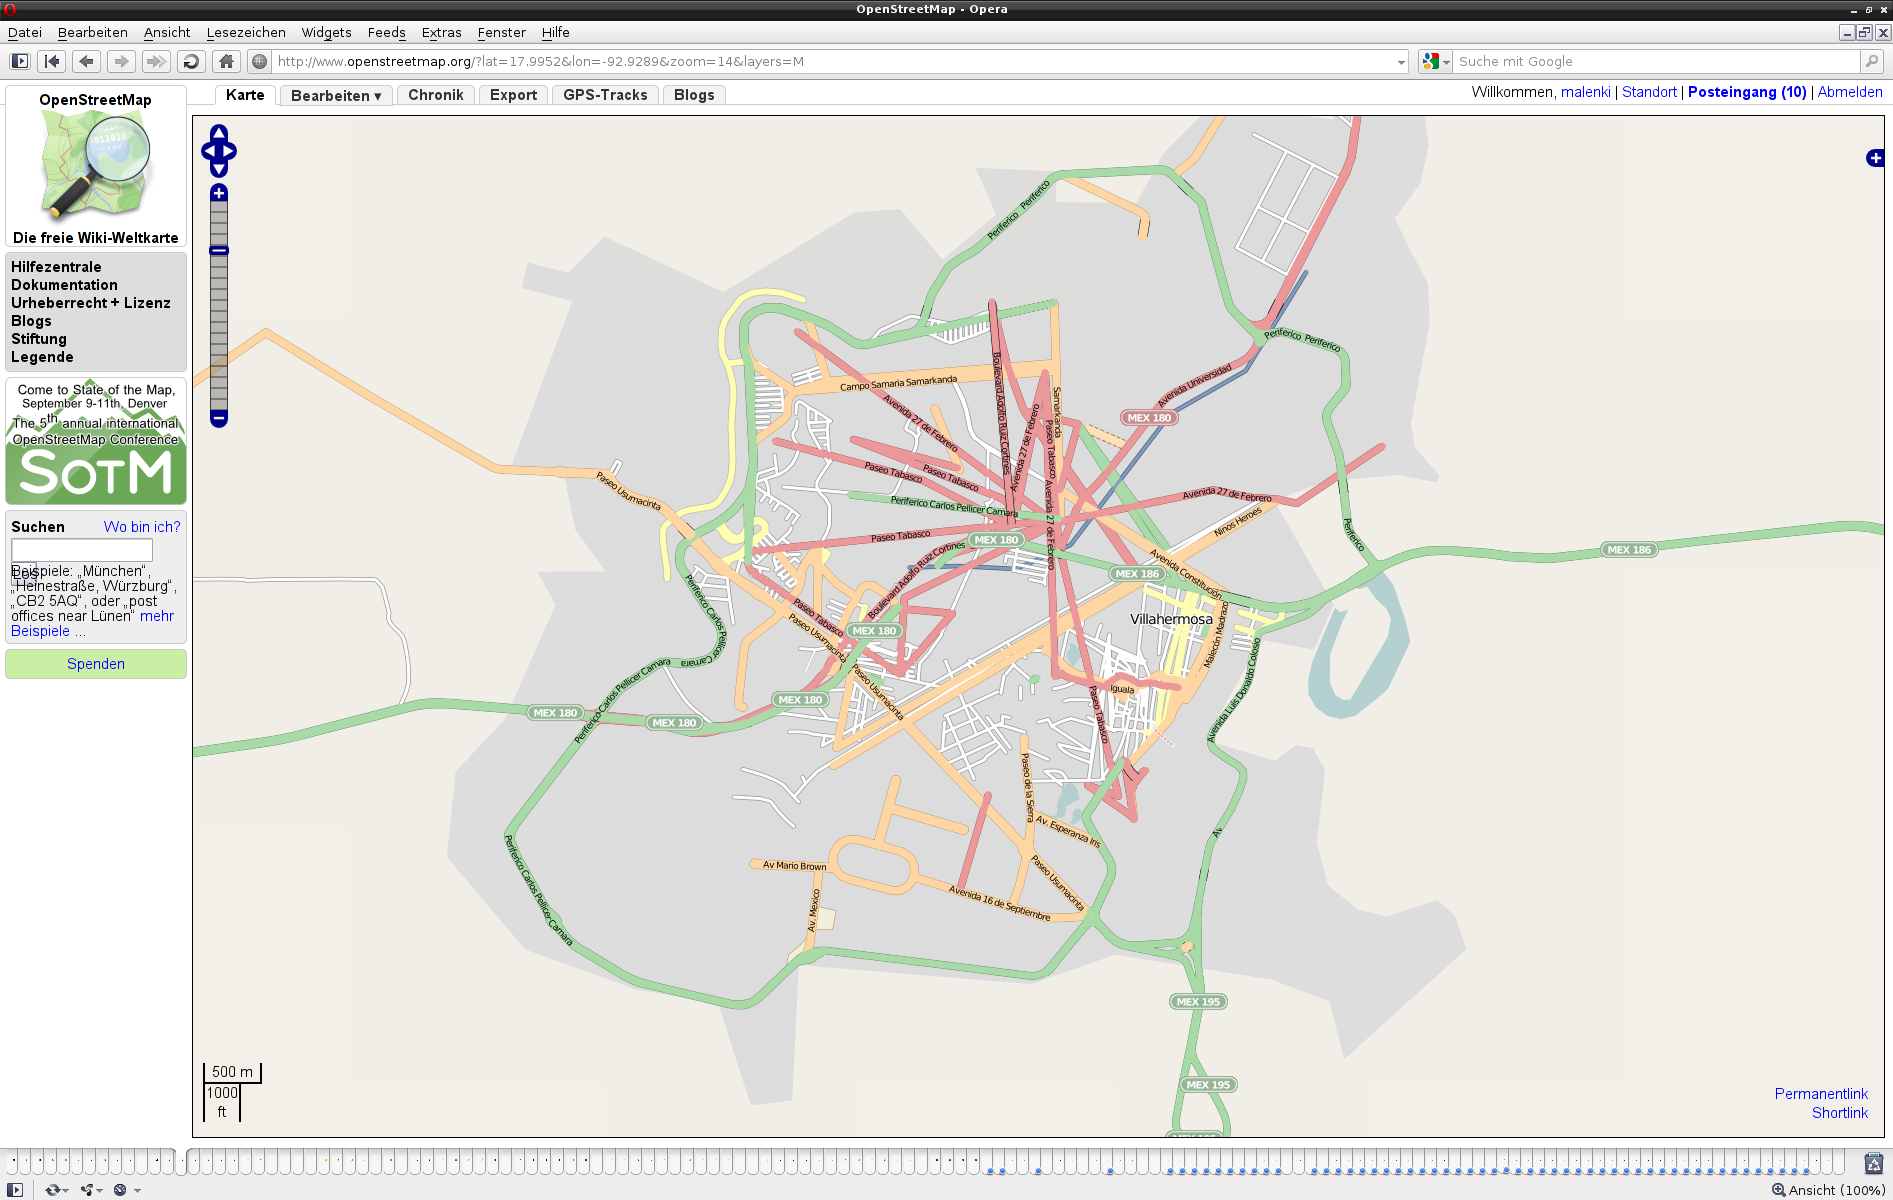 OpenStreetMap - Opera
Datei Bearbeiten Ansicht Lesezeichen Widgets Feeds Extras Fenster Hilfe
http://www.openstreetmap.org/?lat=17.9952&lon=-92.9289&zoom=14&layers=M
Suche mit Google
Karte Bearbeiten ▾ Chronik Export GPS-Tracks Blogs
Willkommen, malenki | Standort | Posteingang (10) | Abmelden
OpenStreetMap
Die freie Wiki-Weltkarte
Hilfezentrale
Dokumentation
Urheberrecht + Lizenz
Blogs
Stiftung
Legende
Come to State of the Map,
September 9-11th, Denver
The 5th annual international
OpenStreetMap Conference
SOTM
Suchen Wo bin ich?
Los
Beispiele: „München“,
„Heinestraße, Würzburg“,
„CB2 5AQ“, oder „post
offices near Lünen“ mehr
Beispiele ...
Spenden
Periferico Periferico
Periferico Periferico
Avenida Universidad
Campo Samaria Samarkanda
Boulevard Adolfo Ruiz Cortines
Samarkanda
MEX 180
Avenida 27 de Febrero
Avenida 27 de Febrero
Paseo Tabasco
Paseo Tabasco
Paseo Tabasco
Paseo Usumacinta
Periferico Carlos Pellicer Camara
Avenida 27 de Febrero
Avenida 27 de Febrero
Ninos Heroes
Periferico
Paseo Tabasco
MEX 180
MEX 186
MEX 186
Boulevard Adolfo Ruiz Cortines
Avenida Constitución
Periferico Carlos Pellicer Camara
Paseo Tabasco
Paseo Usumacinta
MEX 180
Villahermosa
Malecón Madrazo
Periferico Carlos Pellicer Camara
Paseo Usumacinta
Iguala
Paseo Tabasco
Avenida Luis Donaldo Colosio
MEX 180
MEX 180
MEX 180
Paseo de la Sierra
Av. Esperanza Iris
Av
Periferico Carlos Pellicer Camara
Av Mario Brown
Paseo Usumacinta
Avenida 16 de Septiembre
Av. Mexico
MEX 195
MEX 195
500 m
1000
ft
Permanentlink
Shortlink
Ansicht (100%)